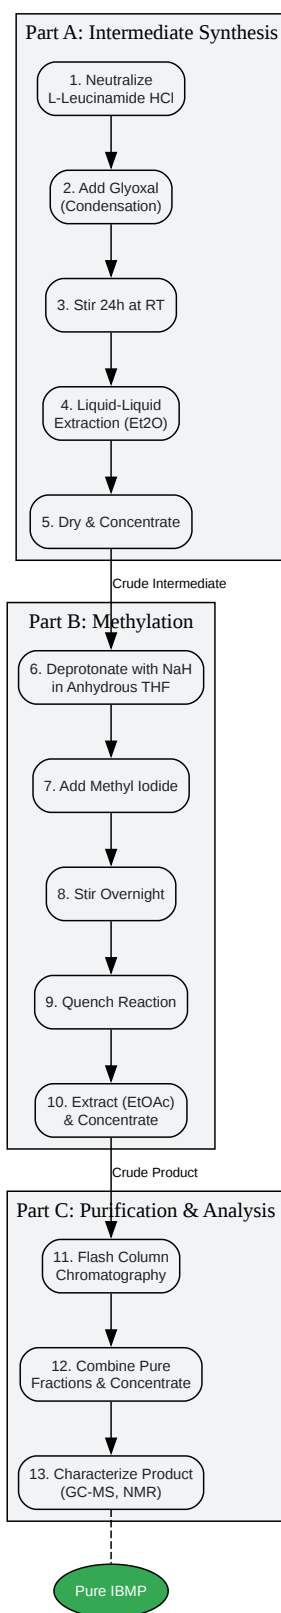 Part A: Intermediate Synthesis
1. Neutralize
L-Leucinamide HCl
2. Add Glyoxal
(Condensation)
3. Stir 24h at RT
4. Liquid-Liquid
Extraction (Et2O)
5. Dry & Concentrate
Crude Intermediate
Part B: Methylation
6. Deprotonate with NaH
in Anhydrous THF
7. Add Methyl Iodide
8. Stir Overnight
9. Quench Reaction
10. Extract (EtOAc)
& Concentrate
Crude Product
Part C: Purification & Analysis
11. Flash Column
Chromatography
12. Combine Pure
Fractions & Concentrate
13. Characterize Product
(GC-MS, NMR)
Pure IBMP